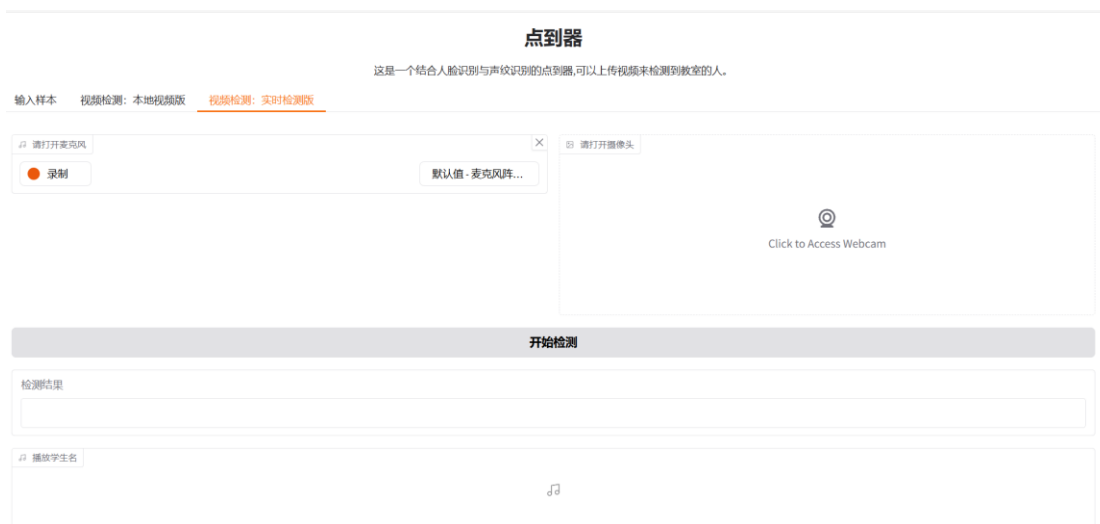 点到器
这是一个结合人脸识别与声纹识别的点到器,可以上传视频来检测到教室的人。
输入样本 视频检测：本地视频版 视频检测：实时检测版
请打开麦克风
录制
默认值 - 麦克风阵...
请打开摄像头
Click to Access Webcam
开始检测
检测结果
播放学生名